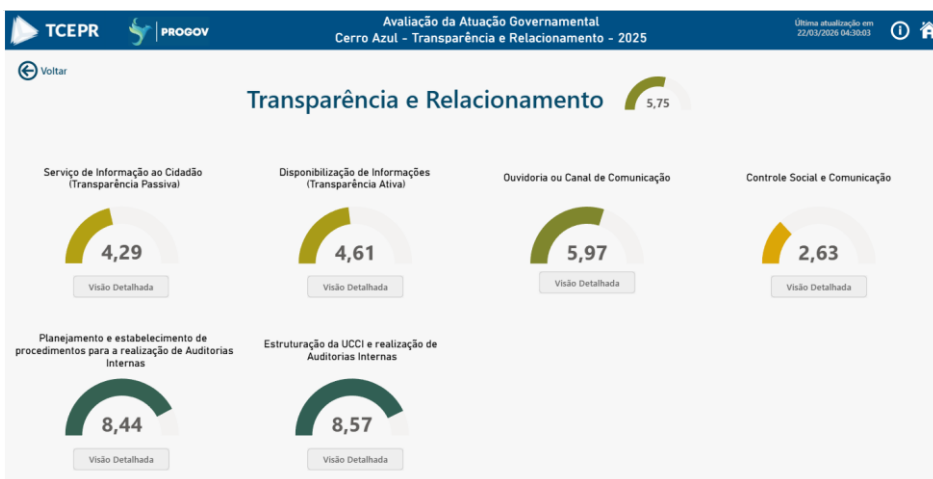 TCEPR
PROGOV
Avaliação da Atuação Governamental
Cerro Azul - Transparência e Relacionamento - 2025
Última atualização em
22/03/2026 04:30:03
Voltar
Transparência e Relacionamento
5,75
Serviço de Informação ao Cidadão
(Transparência Passiva)
4,29
Visão Detalhada
Disponibilização de Informações
(Transparência Ativa)
4,61
Visão Detalhada
Ouvidoria ou Canal de Comunicação
5,97
Visão Detalhada
Controle Social e Comunicação
2,63
Visão Detalhada
Planejamento e estabelecimento de
procedimentos para a realização de Auditorias
Internas
8,44
Visão Detalhada
Estruturação da UCCI e realização de
Auditorias Internas
8,57
Visão Detalhada